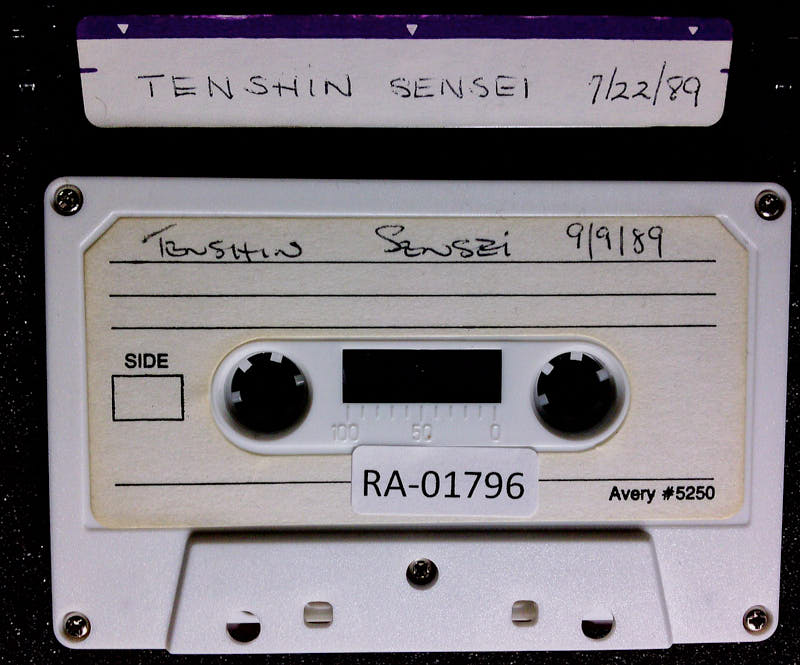 TENSHIN SENSEI 7/22/89
TENSHIN SENSEI 9/9/89
SIDE
100 50 0
RA-01796
Avery #5250